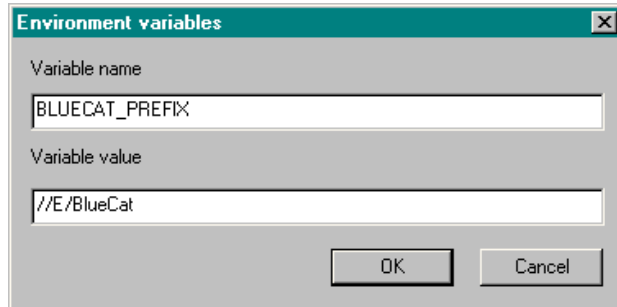 Environment variables
Variable name
BLUECAT_PREFIX
Variable value
//E/BlueCat
OK Cancel